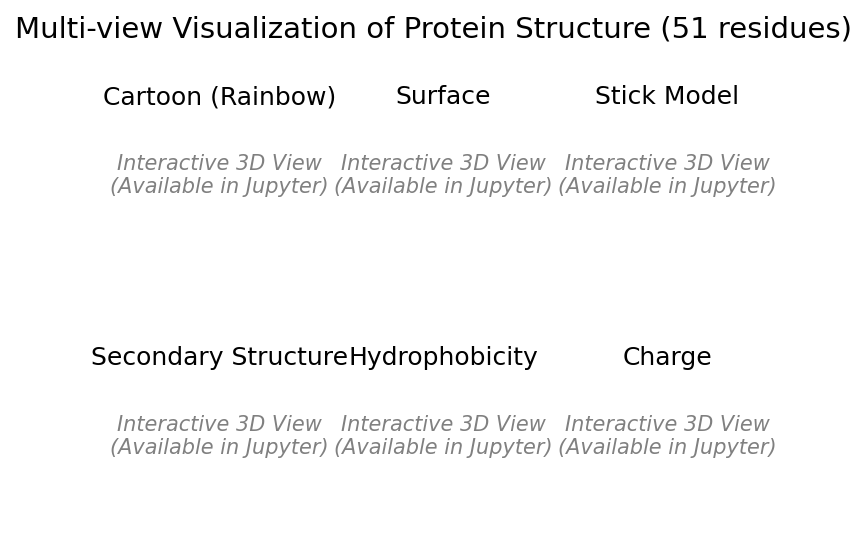 Multi-view Visualization of Protein Structure (51 residues)
Cartoon (Rainbow)
Surface
Stick Model
Interactive 3D View
(Available in Jupyter)
Interactive 3D View
(Available in Jupyter)
Interactive 3D View
(Available in Jupyter)
Secondary Structure
Hydrophobicity
Charge
Interactive 3D View
(Available in Jupyter)
Interactive 3D View
(Available in Jupyter)
Interactive 3D View
(Available in Jupyter)